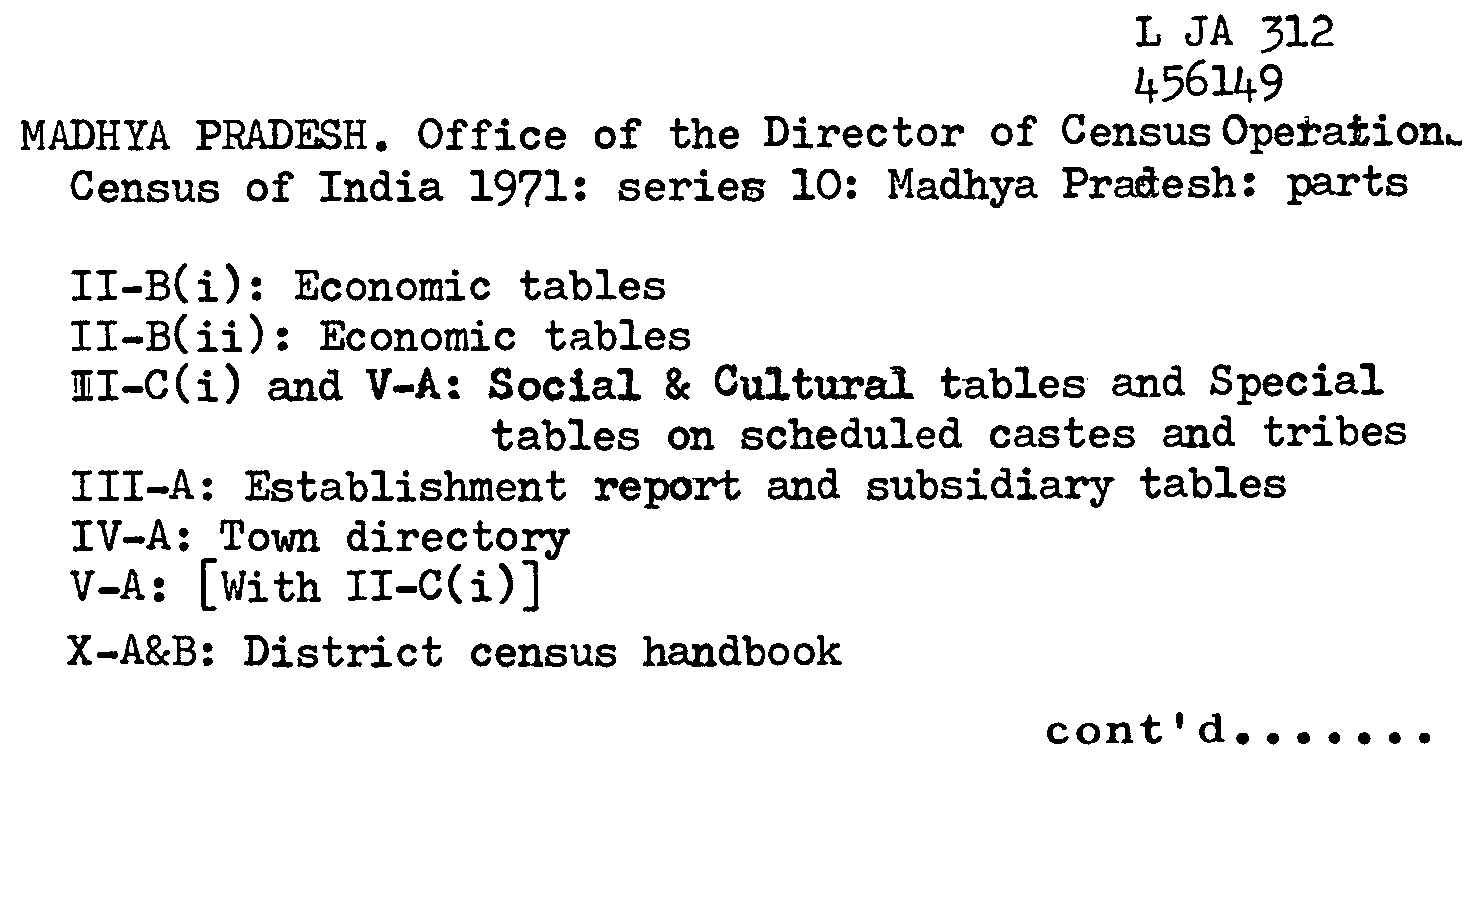 L JA 312
456149
MADHYA PRADESH. Office of the Director of Census Operation
Census of India 1971: series 10: Madhya Pradesh: parts
II-B(i): Economic tables
II-B(ii): Economic tables
II-C(i) and V-A: Social & Cultural tables and Special
tables on scheduled castes and tribes
III-A: Establishment report and subsidiary tables
IV-A: Town directory
V-A: [With II-C(i)]
X-A&B: District census handbook
cont'd.......